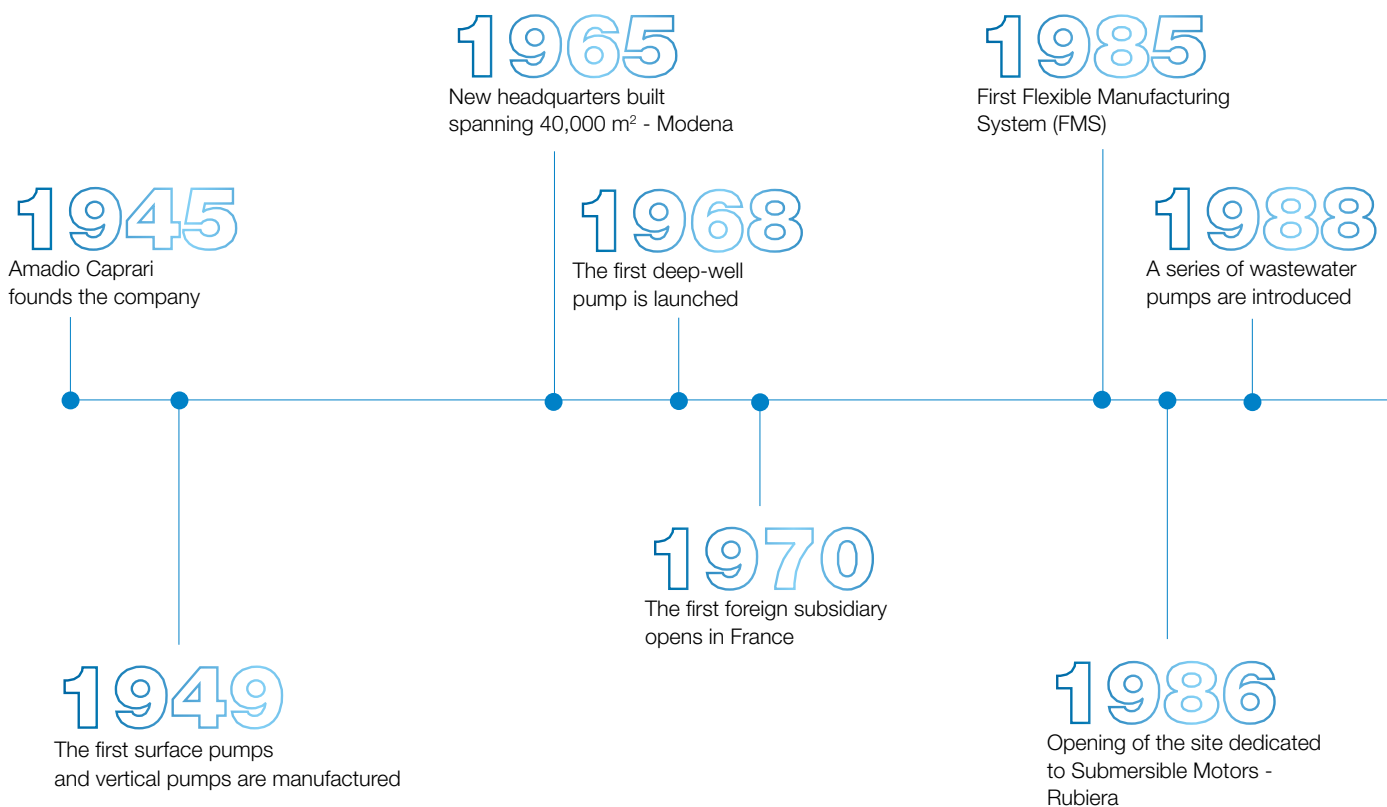 1945
Amadio Caprari
founds the company
1949
The first surface pumps
and vertical pumps are manufactured
1965
New headquarters built
spanning 40,000 m² - Modena
1968
The first deep-well
pump is launched
1970
The first foreign subsidiary
opens in France
1985
First Flexible Manufacturing
System (FMS)
1986
Opening of the site dedicated
to Submersible Motors -
Rubiera
1988
A series of wastewater
pumps are introduced